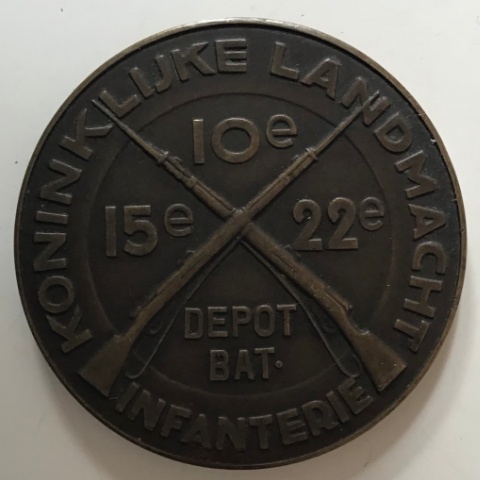 KONINKLIJKE LANDMACHT
10e
15e 22e
DEPOT
BAT.
INFANTERIE